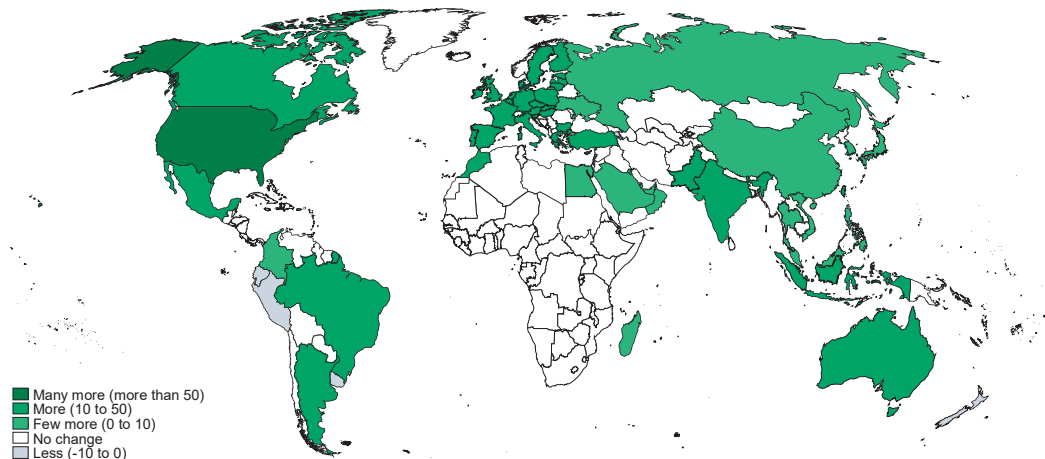 Many more (more than 50)
More (10 to 50)
Few more (0 to 10)
No change
Less (-10 to 0)